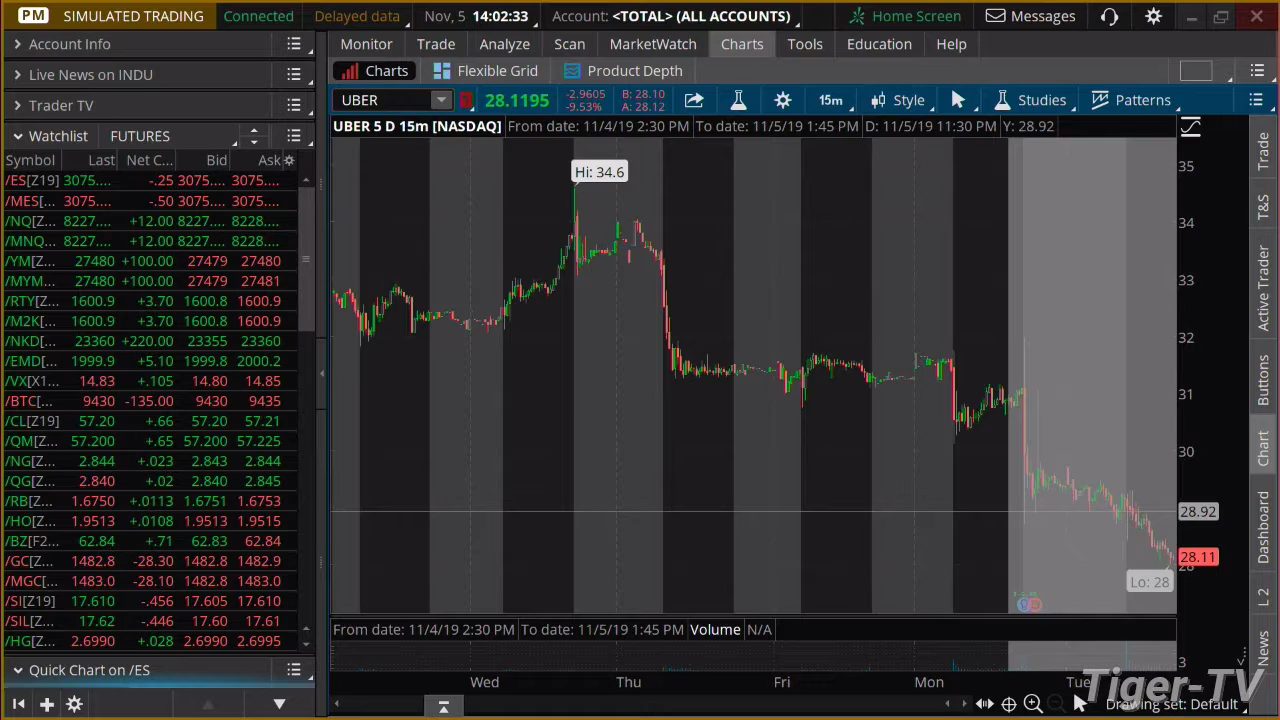 PM SIMULATED TRADING Connected Delayed data Nov, 5 14:02:33 Account: <TOTAL> (ALL ACCOUNTS) Home Screen Messages
Account Info
Live News on INDU
Trader TV
Watchlist FUTURES
Symbol Last Net C... Bid Ask
/ES[Z19] 3075.... -.25 3075.... 3075....
/MES[... 3075.... -.50 3075.... 3075....
/NQ[Z... 8227.... +12.00 8227.... 8228....
/MNQ... 8227.... +12.00 8227.... 8228....
/YM[Z... 27480 +100.00 27479 27480
/MYM... 27480 +100.00 27479 27481
/RTY[Z... 1600.9 +3.70 1600.8 1600.9
/M2K[... 1600.9 +3.70 1600.8 1600.9
/NKD[... 23360 +220.00 23355 23360
/EMD[... 1999.9 +5.10 1999.8 2000.2
/VX[X1... 14.83 +.105 14.80 14.85
/BTC[... 9430 -135.00 9430 9435
/CL[Z19] 57.20 +.66 57.20 57.21
/QM[Z... 57.200 +.65 57.200 57.225
/NG[Z... 2.844 +.023 2.843 2.844
/QG[Z... 2.840 +.02 2.840 2.845
/RB[Z... 1.6750 +.0113 1.6751 1.6753
/HO[Z... 1.9513 +.0108 1.9513 1.9515
/BZ[F2... 62.84 +.71 62.83 62.84
/GC[Z... 1482.8 -28.30 1482.8 1482.9
/MGC[... 1483.0 -28.10 1482.8 1483.0
/SI[Z19] 17.610 -.456 17.605 17.610
/SIL[Z... 17.62 -.446 17.60 17.61
/HG[Z... 2.6990 +.028 2.6990 2.6995
Quick Chart on /ES
Monitor Trade Analyze Scan MarketWatch Charts Tools Education Help
Charts Flexible Grid Product Depth
UBER 28.1195 -2.9605 -9.53% B: 28.10 A: 28.12 15m Style Studies Patterns
UBER 5 D 15m [NASDAQ] From date: 11/4/19 2:30 PM To date: 11/5/19 1:45 PM D: 11/5/19 11:30 PM Y: 28.92
Hi: 34.6
35
34
33
32
31
30
28.92
28.11
28
Lo: 28
From date: 11/4/19 2:30 PM To date: 11/5/19 1:45 PM Volume N/A
3
Wed Thu Fri Mon Tue
Drawing set: Default
Trade
T&S
Active Trader
Buttons
Chart
Dashboard
L 2
News
Tiger-TV